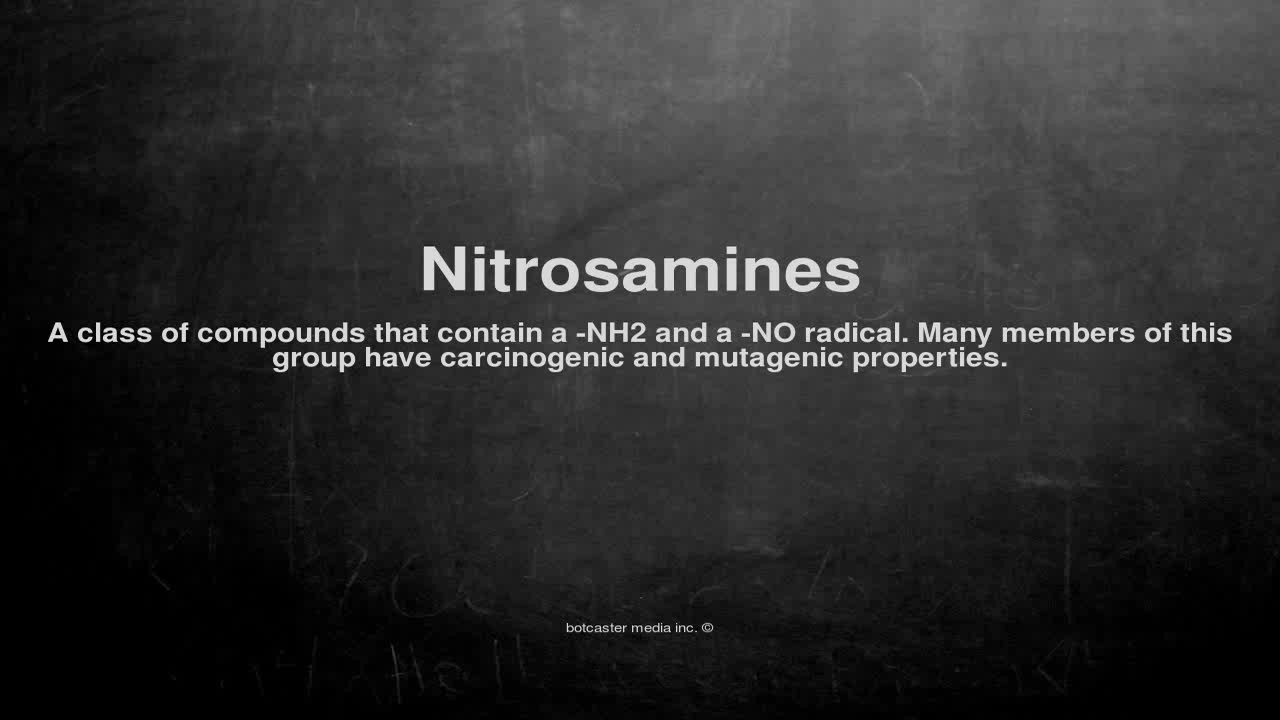 Nitrosamines
A class of compounds that contain a -NH2 and a -NO radical. Many members of this
group have carcinogenic and mutagenic properties.
botcaster media inc. ©